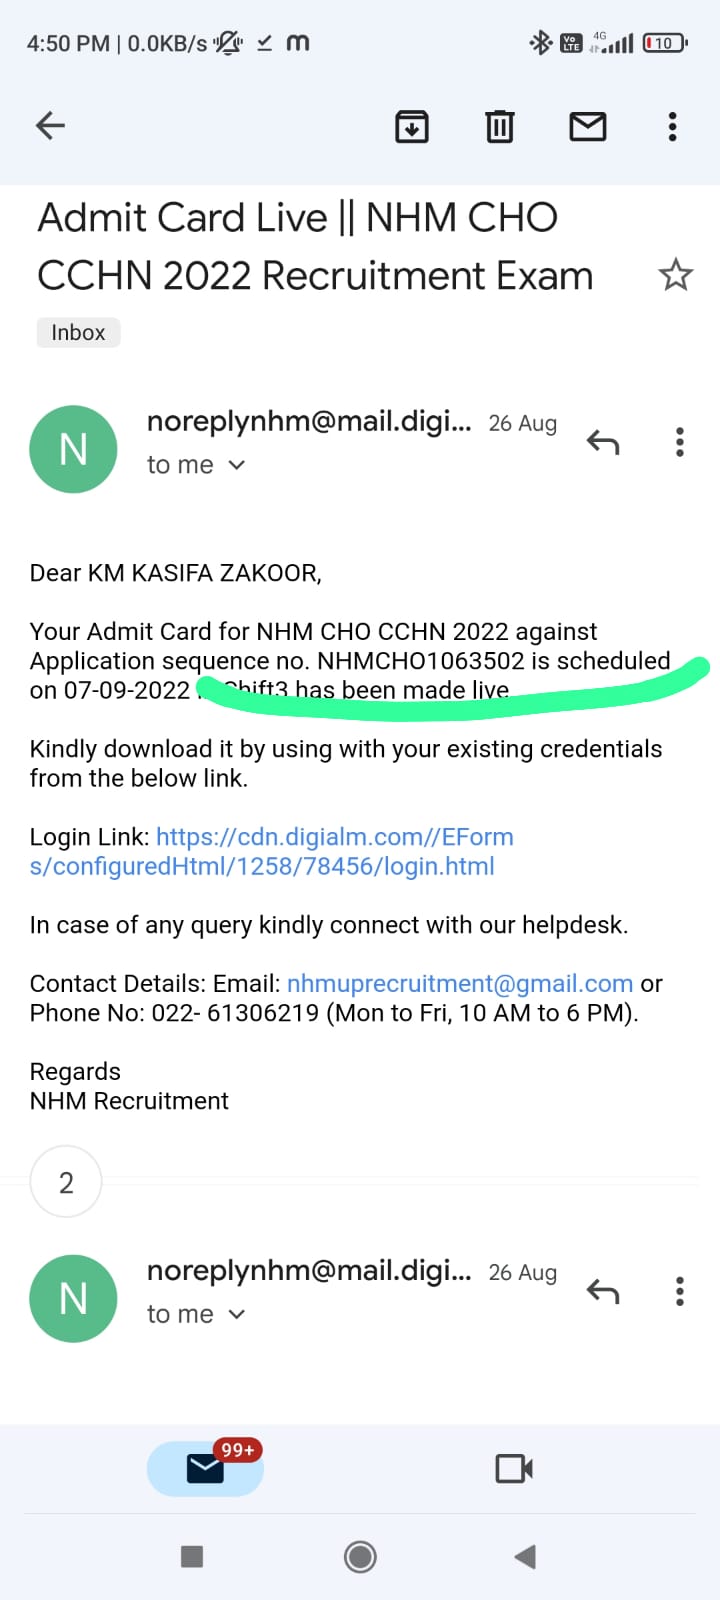 4:50 PM | 0.0KB/s
Vo LTE 4G 10
Admit Card Live || NHM CHO
CCHN 2022 Recruitment Exam
Inbox
N
noreplynhm@mail.digi... 26 Aug
to me
Dear KM KASIFA ZAKOOR,
Your Admit Card for NHM CHO CCHN 2022 against
Application sequence no. NHMCHO1063502 is scheduled
on 07-09-2022 Shift3 has been made live
Kindly download it by using with your existing credentials
from the below link.
Login Link: https://cdn.digialm.com//EForm
s/configuredHtml/1258/78456/login.html
In case of any query kindly connect with our helpdesk.
Contact Details: Email: nhmuprecruitment@gmail.com or
Phone No: 022- 61306219 (Mon to Fri, 10 AM to 6 PM).
Regards
NHM Recruitment
2
N
noreplynhm@mail.digi... 26 Aug
to me
99+